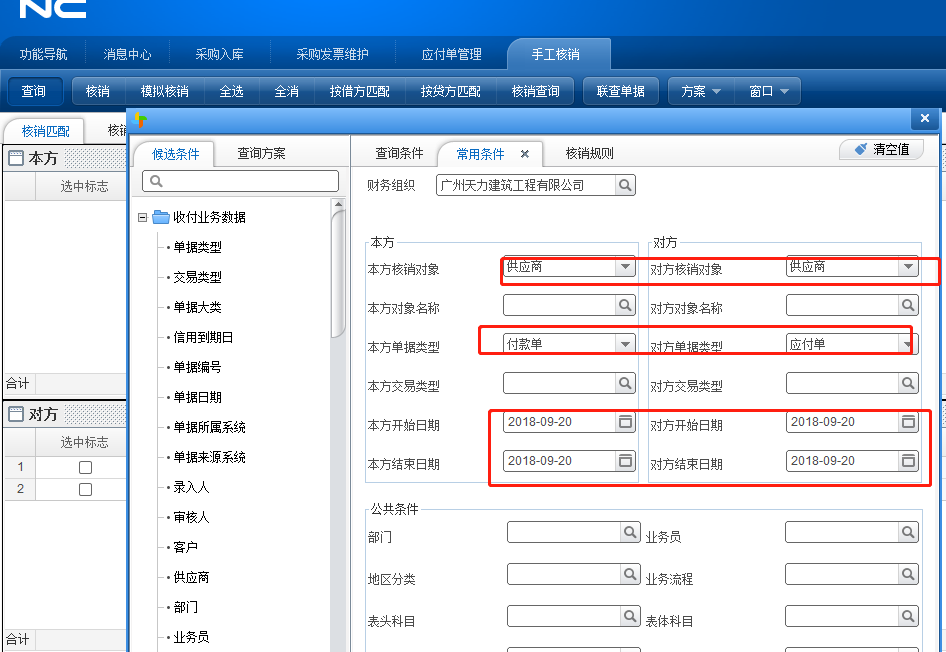 NC
功能导航 消息中心 采购入库 采购发票维护 应付单管理 手工核销
查询 核销 模拟核销 全选 全消 按借方匹配 按贷方匹配 核销查询 联查单据 方案 窗口
核销匹配
本方
选中标志
合计
对方
选中标志
1
2
合计
候选条件 查询方案
收付业务数据
单据类型
交易类型
单据大类
信用到期日
单据编号
单据日期
单据所属系统
单据来源系统
录入人
审核人
客户
供应商
部门
业务员
查询条件 常用条件 核销规则 清空值
财务组织 广州天力建筑工程有限公司
本方 对方
本方核销对象 供应商 对方核销对象 供应商
本方对象名称 对方对象名称
本方单据类型 付款单 对方单据类型 应付单
本方交易类型 对方交易类型
本方开始日期 2018-09-20 对方开始日期 2018-09-20
本方结束日期 2018-09-20 对方结束日期 2018-09-20
公共条件
部门 业务员
地区分类 业务流程
表头科目 表体科目